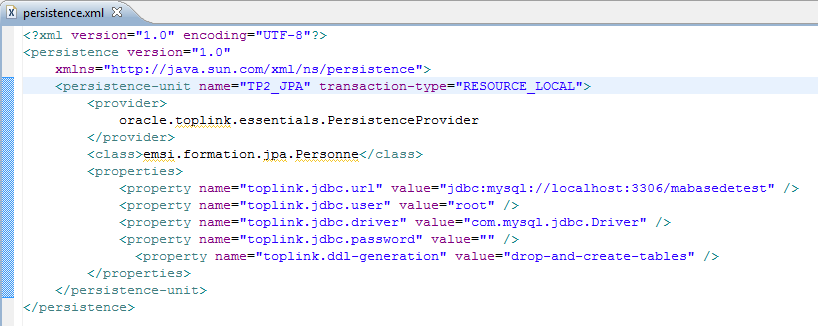 persistence.xml
<?xml version="1.0" encoding="UTF-8"?>
<persistence version="1.0"
    xmlns="http://java.sun.com/xml/ns/persistence">
    <persistence-unit name="TP2_JPA" transaction-type="RESOURCE_LOCAL">
        <provider>
            oracle.toplink.essentials.PersistenceProvider
        </provider>
        <class>emsi.formation.jpa.Personne</class>
        <properties>
            <property name="toplink.jdbc.url" value="jdbc:mysql://localhost:3306/mabasedetest" />
            <property name="toplink.jdbc.user" value="root" />
            <property name="toplink.jdbc.driver" value="com.mysql.jdbc.Driver" />
            <property name="toplink.jdbc.password" value="" />
              <property name="toplink.ddl-generation" value="drop-and-create-tables" />
        </properties>
    </persistence-unit>
</persistence>